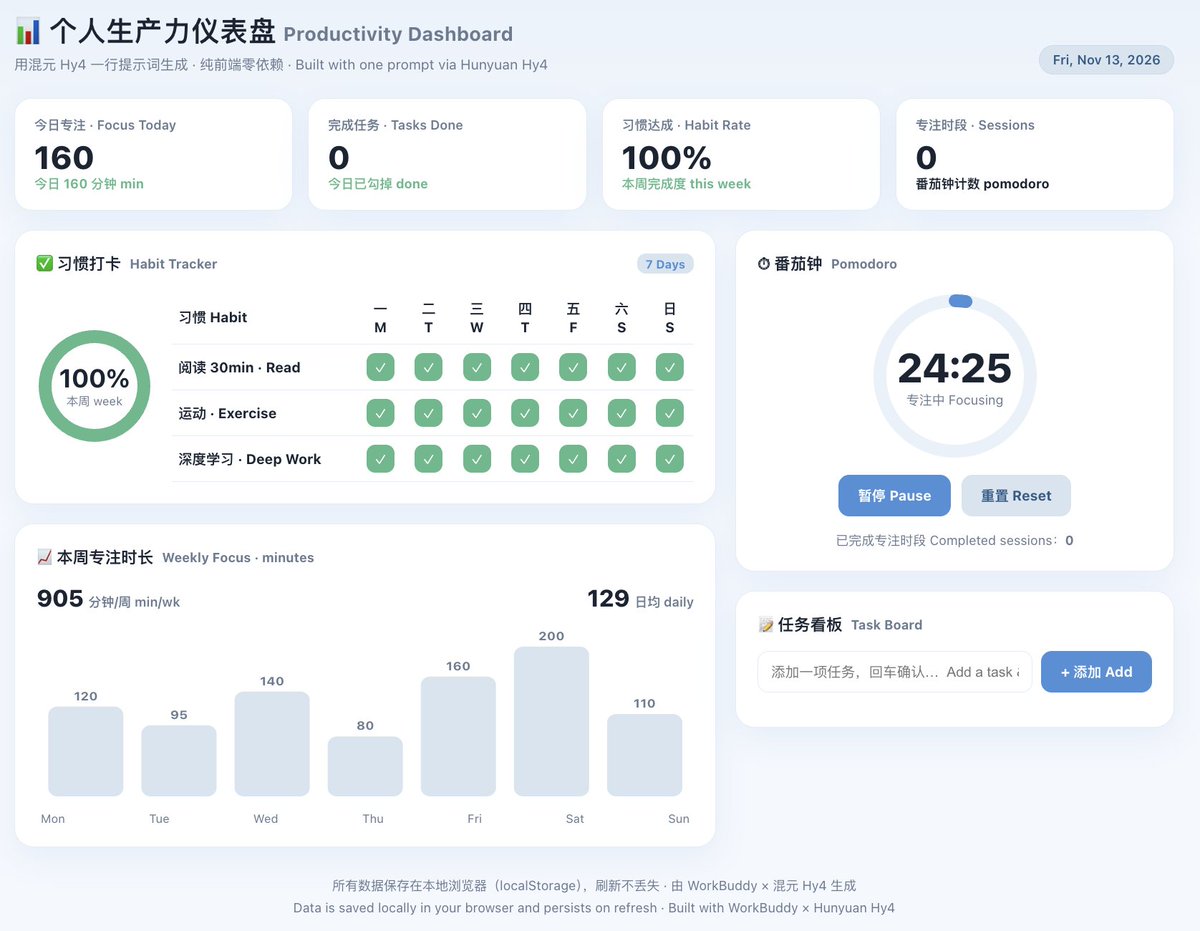 个人生产力仪表盘 Productivity Dashboard
用混元 Hy4 一行提示词生成 · 纯前端零依赖 · Built with one prompt via Hunyuan Hy4
Fri, Nov 13, 2026
今日专注 · Focus Today
160
今日 160 分钟 min
完成任务 · Tasks Done
0
今日已勾掉 done
习惯达成 · Habit Rate
100%
本周完成度 this week
专注时段 · Sessions
0
番茄钟计数 pomodoro
习惯打卡 Habit Tracker
7 Days
100%
本周 week
习惯 Habit
一 二 三 四 五 六 日
M T W T F S S
阅读 30min · Read
运动 · Exercise
深度学习 · Deep Work
番茄钟 Pomodoro
24:25
专注中 Focusing
暂停 Pause
重置 Reset
已完成专注时段 Completed sessions: 0
本周专注时长 Weekly Focus · minutes
905 分钟/周 min/wk
129 日均 daily
120
95
140
80
160
200
110
Mon Tue Wed Thu Fri Sat Sun
任务看板 Task Board
添加一项任务，回车确认… Add a task
+ 添加 Add
所有数据保存在本地浏览器（localStorage），刷新不丢失 · 由 WorkBuddy × 混元 Hy4 生成
Data is saved locally in your browser and persists on refresh · Built with WorkBuddy × Hunyuan Hy4